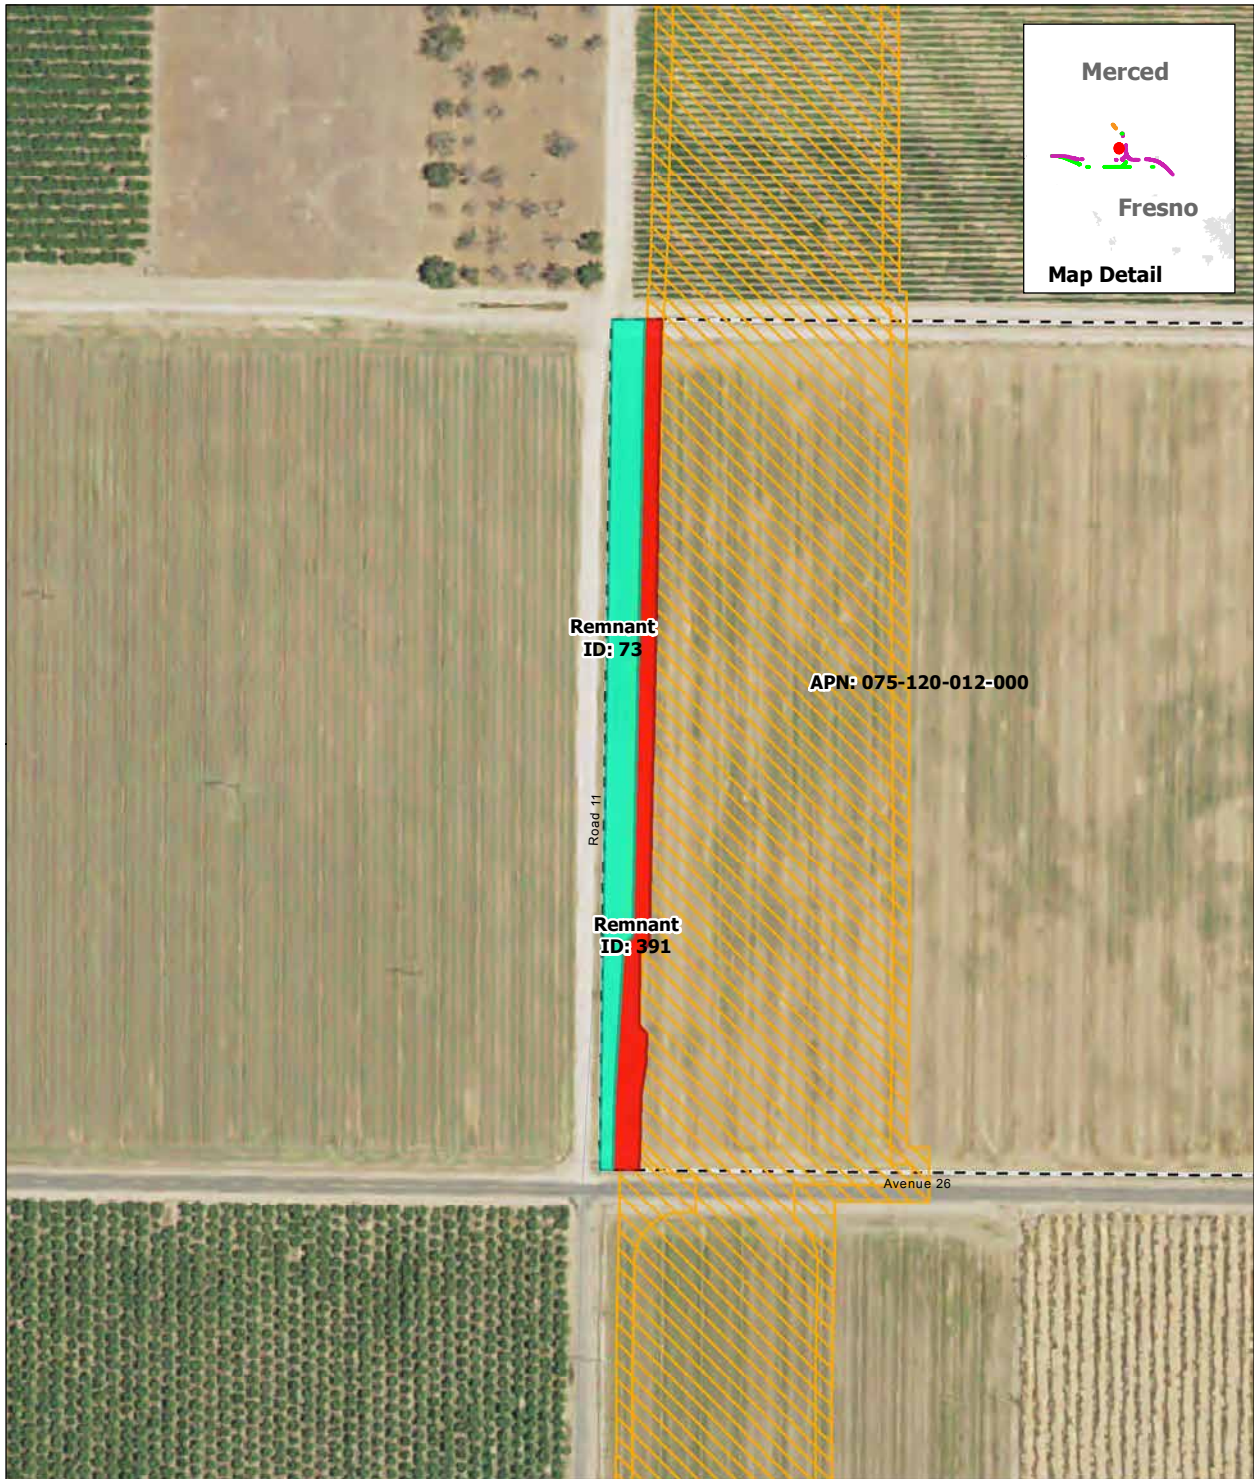 Merced
Fresno
Map Detail
Remnant
ID: 73
APN: 075-120-012-000
Road 11
Remnant
ID: 391
Avenue 26